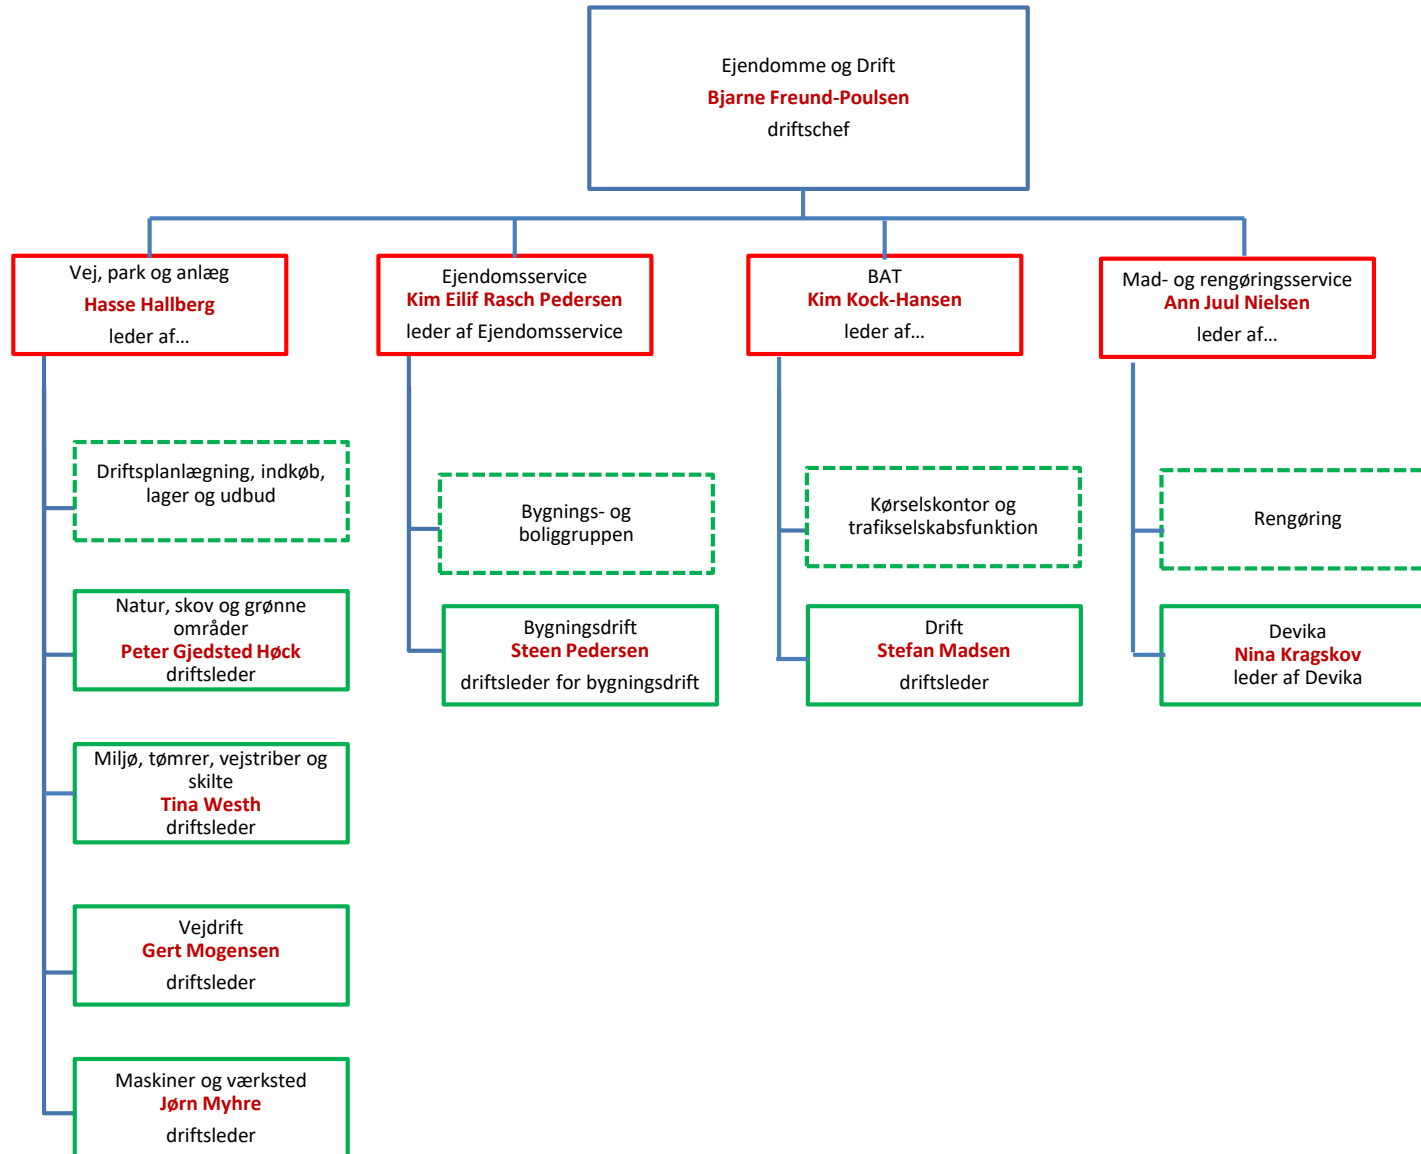 Ejendomme og Drift
Bjarne Freund-Poulsen
driftschef
Vej, park og anlæg
Hasse Hallberg
leder af...
Ejendomsservice
Kim Eilif Rasch Pedersen
leder af Ejendomsservice
BAT
Kim Kock-Hansen
leder af...
Mad- og rengøringsservice
Ann Juul Nielsen
leder af...
Driftsplanlægning, indkøb,
lager og udbud
Natur, skov og grønne
områder
Peter Gjedsted Høck
driftsleder
Miljø, tømrer, vejstriber og
skilte
Tina Westh
driftsleder
Vejdrift
Gert Mogensen
driftsleder
Maskiner og værksted
Jørn Myhre
driftsleder
Bygnings- og
boliggruppen
Bygningsdrift
Steen Pedersen
driftsleder for bygningsdrift
Kørselskontor og
trafikselskabsfunktion
Drift
Stefan Madsen
driftsleder
Rengøring
Devika
Nina Kragskov
leder af Devika